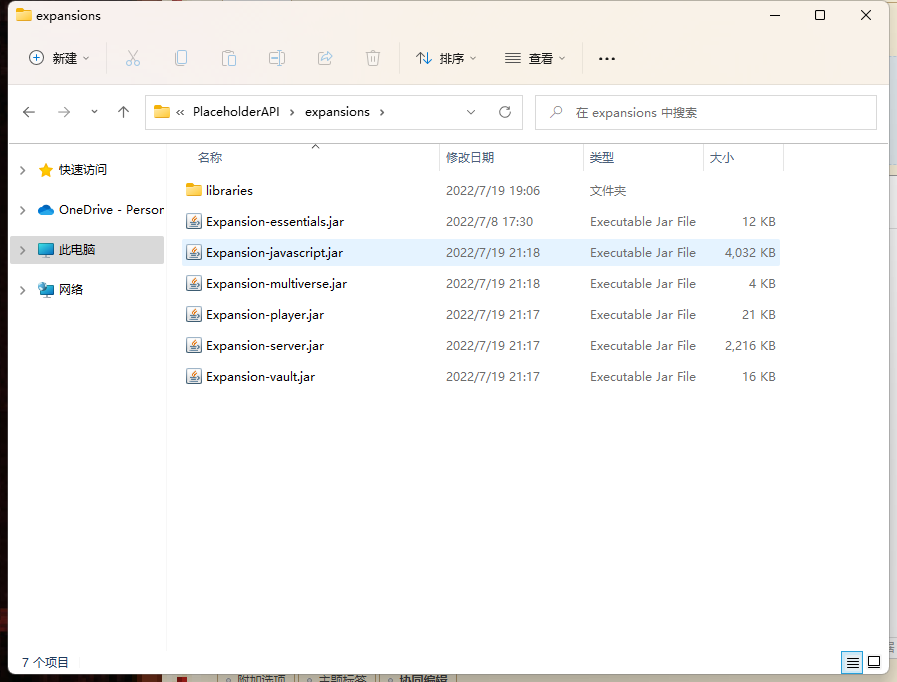 expansions
新建
排序
查看
« PlaceholderAPI > expansions >
在 expansions 中搜索
名称 修改日期 类型 大小
快速访问
OneDrive - Person
此电脑
网络
libraries 2022/7/19 19:06 文件夹
Expansion-essentials.jar 2022/7/8 17:30 Executable Jar File 12 KB
Expansion-javascript.jar 2022/7/19 21:18 Executable Jar File 4,032 KB
Expansion-multiverse.jar 2022/7/19 21:18 Executable Jar File 4 KB
Expansion-player.jar 2022/7/19 21:17 Executable Jar File 21 KB
Expansion-server.jar 2022/7/19 21:17 Executable Jar File 2,216 KB
Expansion-vault.jar 2022/7/19 21:17 Executable Jar File 16 KB
7 个项目
附加选项 主题标签 协同编辑